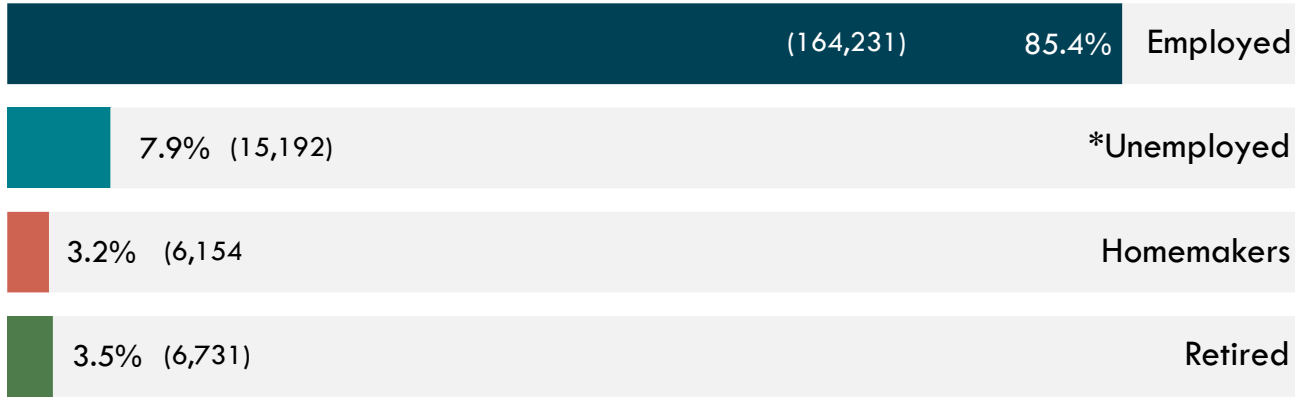 (164,231) 85.4% Employed
7.9% (15,192) *Unemployed
3.2% (6,154 Homemakers
3.5% (6,731) Retired